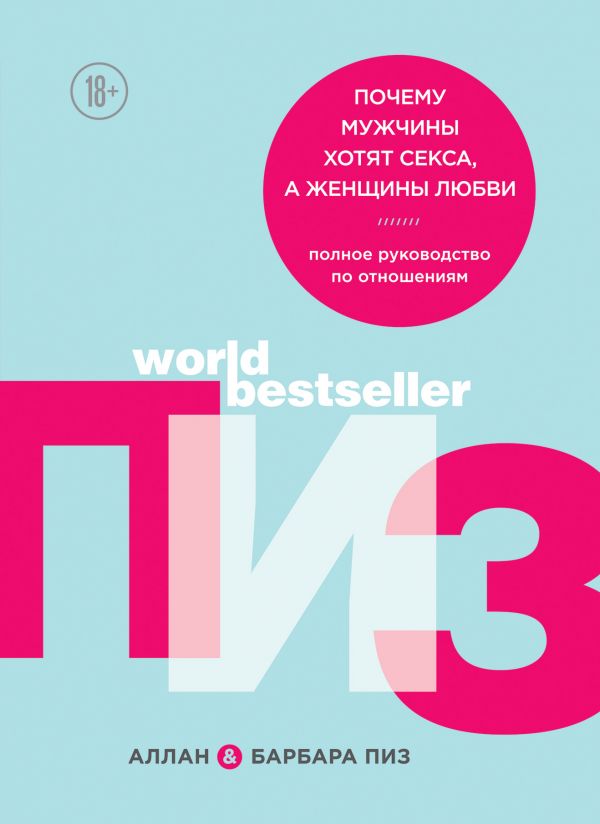 18+
ПОЧЕМУ
МУЖЧИНЫ
ХОТЯТ СЕКСА,
А ЖЕНЩИНЫ ЛЮБВИ
///////
полное руководство
по отношениям
world
bestseller
ПИЗ
АЛЛАН & БАРБАРА ПИЗ